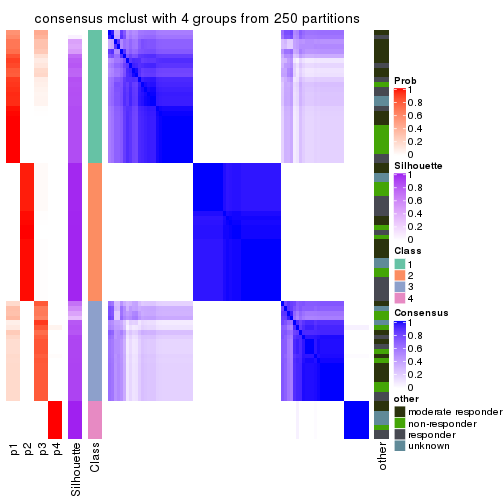 consensus mclust with 4 groups from 250 partitions
Prob
1
0.8
0.6
0.4
0.2
0
Silhouette
1
0.8
0.6
0.4
0.2
0
Class
1
2
3
4
Consensus
1
0.8
0.6
0.4
0.2
0
other
moderate responder
non-responder
responder
unknown
p1
p2
p3
p4
Silhouette
Class
other